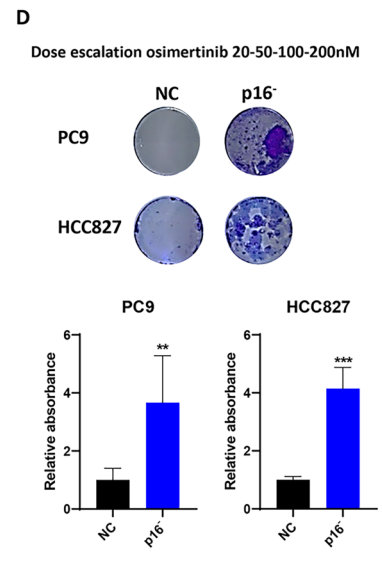 D
Dose escalation osimertinib 20-50-100-200nM
NC p16-
PC9
HCC827
PC9
Relative absorbance
6
4
2
0
**
NC
p16-
HCC827
Relative absorbance
6
4
2
0
***
NC
p16-